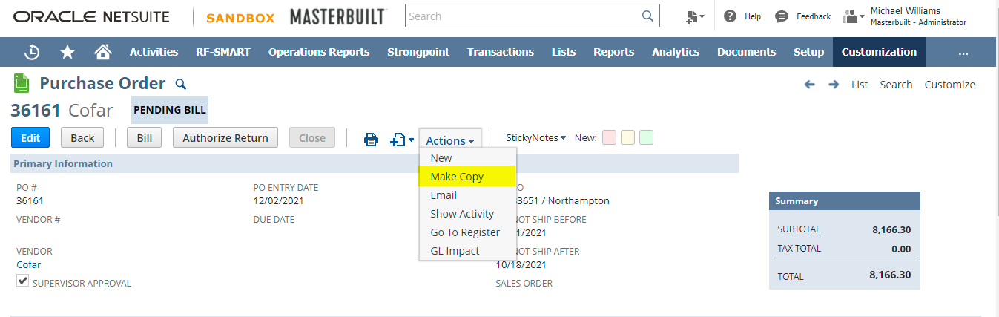 ORACLE NETSUITE SANDBOX MASTERBUILT Search Help Feedback Michael Williams
Masterbuilt - Administrator
Activities RF-SMART Operations Reports Strongpoint Transactions Lists Reports Analytics Documents Setup Customization ...
Purchase Order List Search Customize
36161 Cofar PENDING BILL
Edit Back Bill Authorize Return Close Actions StickyNotes New:
New
Primary Information
Make Copy
PO # PO ENTRY DATE O
36161 12/02/2021 Email 3651 / Northampton Summary
VENDOR # DUE DATE Show Activity NOT SHIP BEFORE
Go To Register 1/2021 SUBTOTAL 8,166.30
VENDOR GL Impact NOT SHIP AFTER TAX TOTAL 0.00
Cofar 10/18/2021
SUPERVISOR APPROVAL SALES ORDER TOTAL 8,166.30